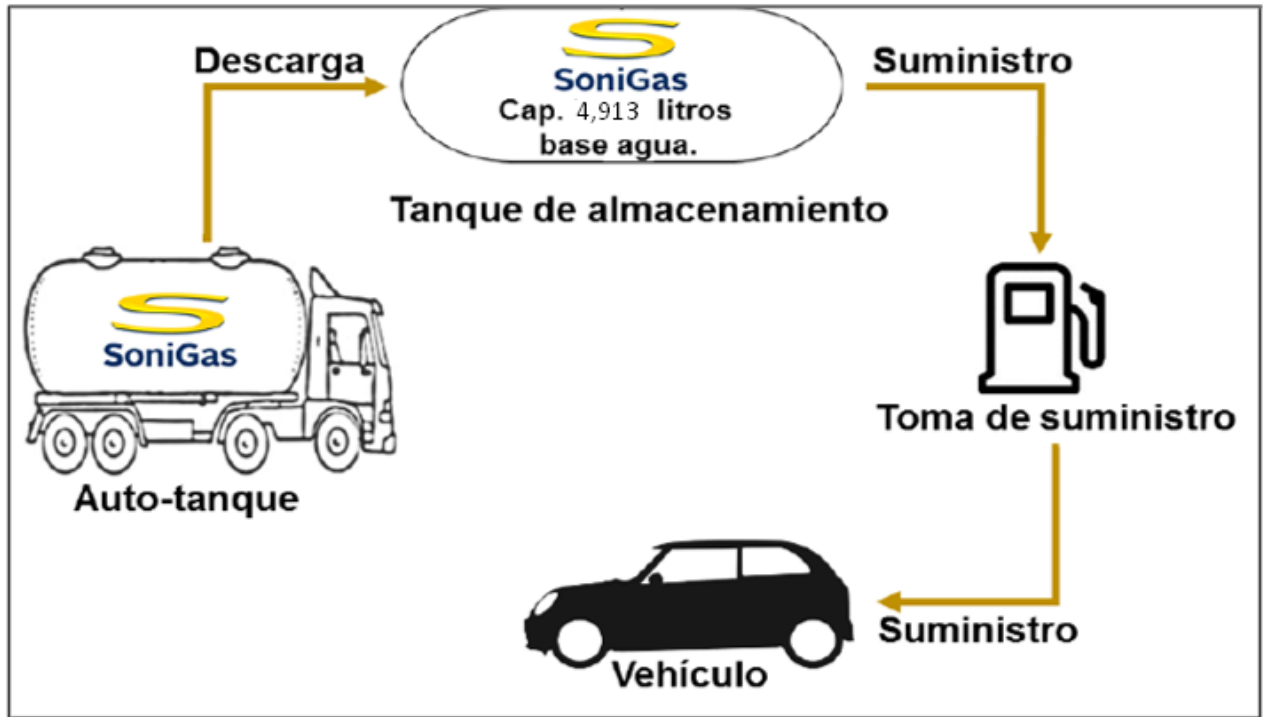 Descarga
SoniGas
Cap. 4,913 litros
base agua.
Suministro
Tanque de almacenamiento
SoniGas
Auto-tanque
Toma de suministro
Suministro
Vehículo